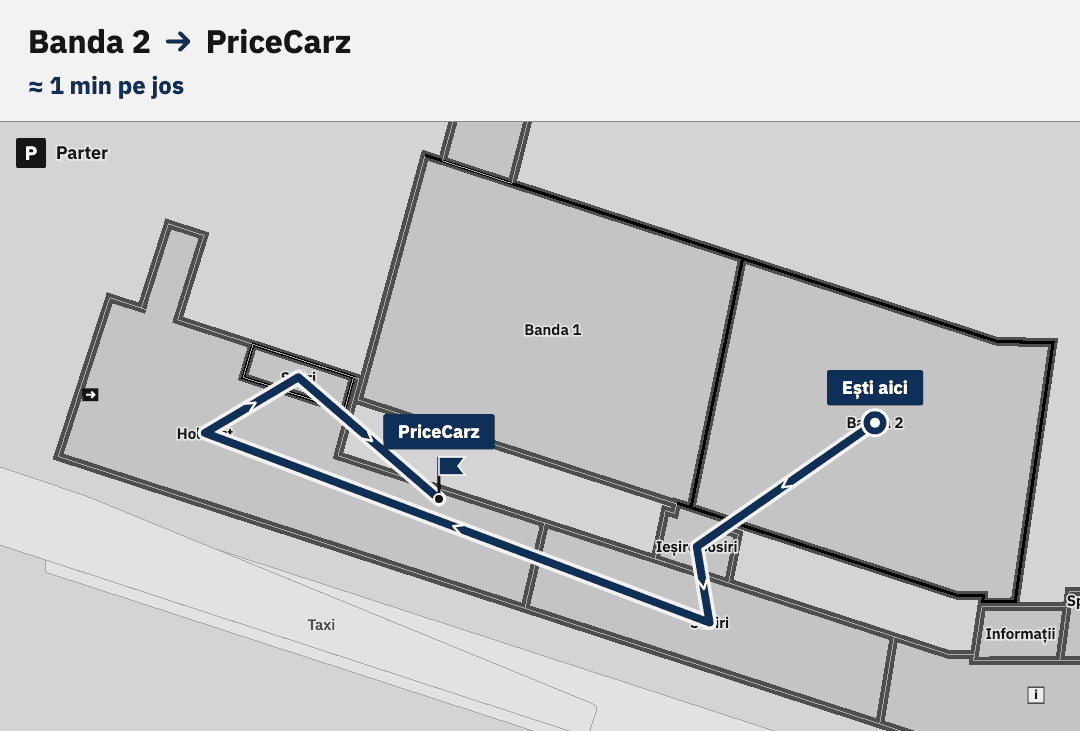 Banda 2 → PriceCarz
≈ 1 min pe jos
P Parter
Banda 1
Ești aici
PriceCarz
Informații
Taxi
i